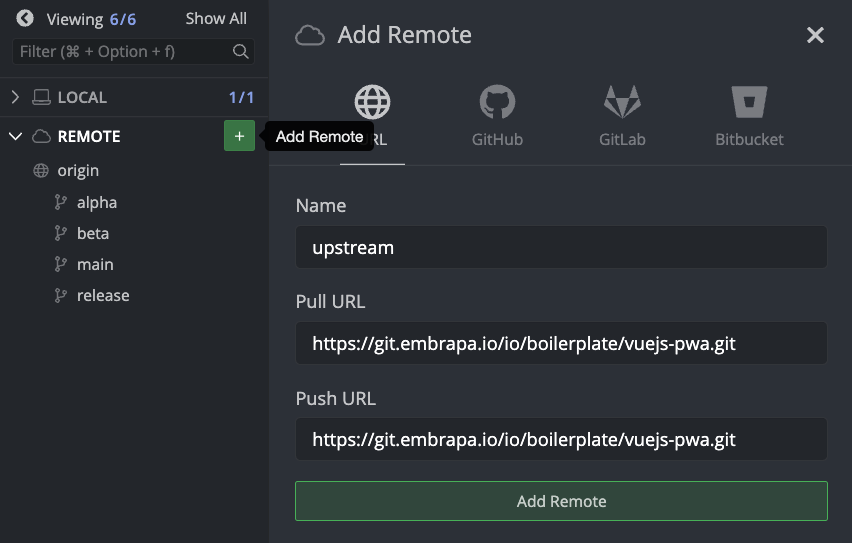 Viewing 6/6 Show All
Filter (⌘ + Option + f)
LOCAL 1/1
REMOTE +
Add Remote
origin
alpha
beta
main
release
Add Remote
GitHub GitLab Bitbucket
Name
upstream
Pull URL
https://git.embrapa.io/io/boilerplate/vuejs-pwa.git
Push URL
https://git.embrapa.io/io/boilerplate/vuejs-pwa.git
Add Remote